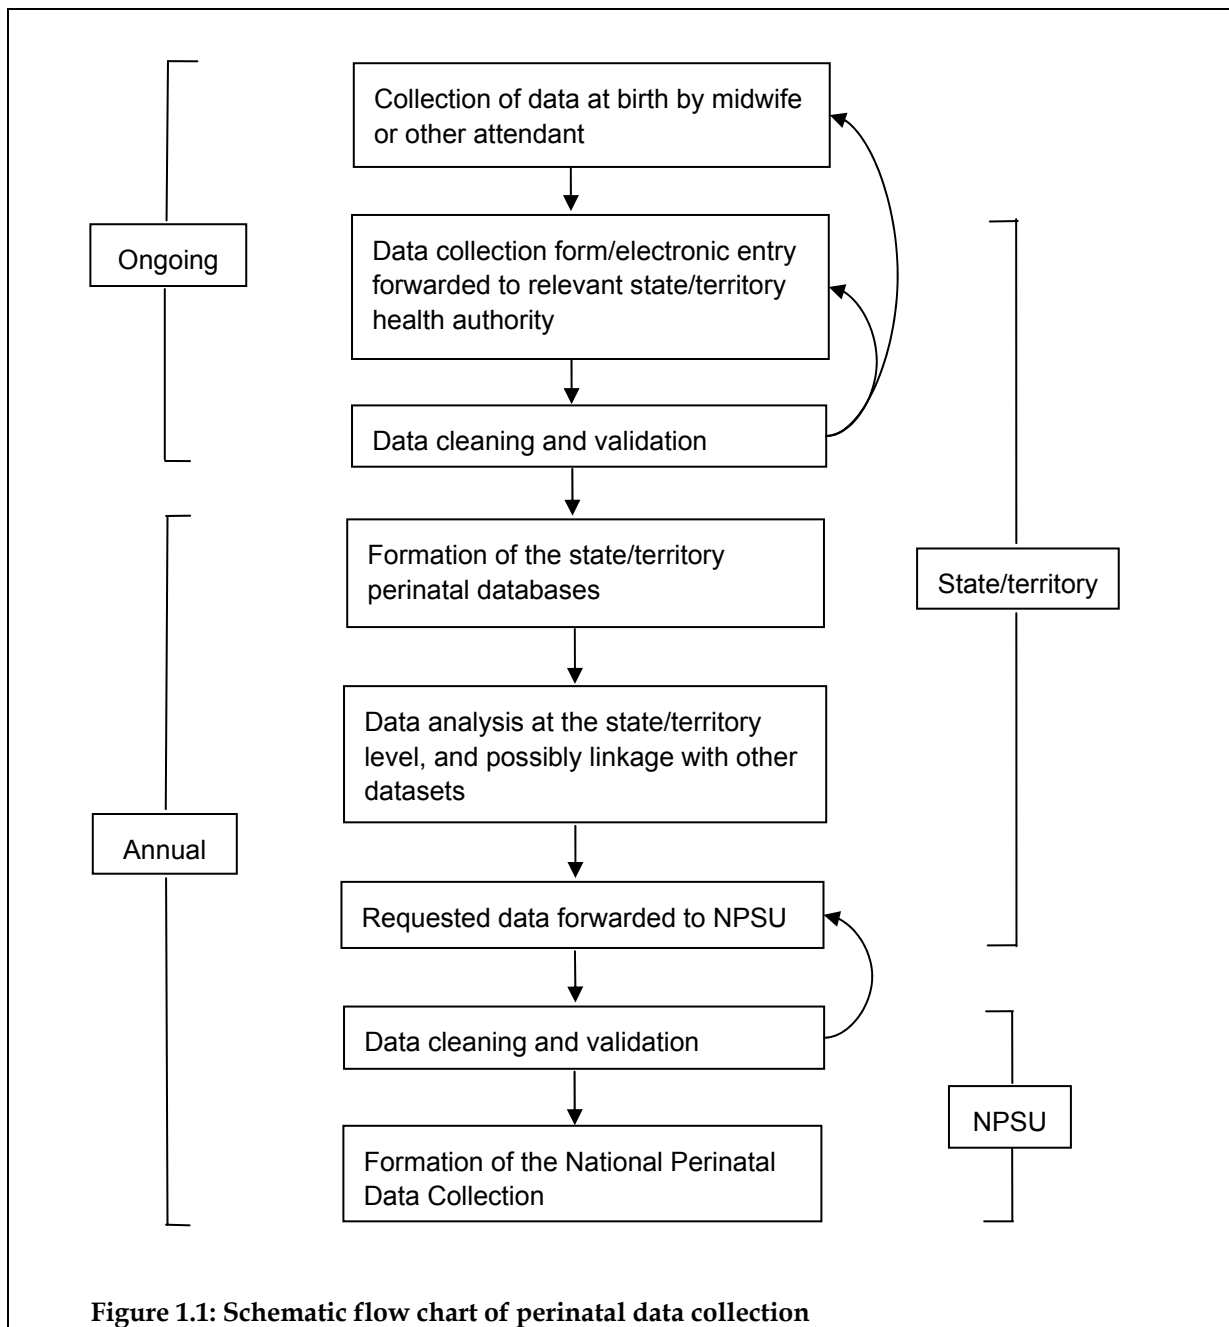 Collection of data at birth by midwife
or other attendant
Ongoing
Data collection form/electronic entry
forwarded to relevant state/territory
health authority
Data cleaning and validation
Formation of the state/territory
perinatal databases
State/territory
Data analysis at the state/territory
level, and possibly linkage with other
datasets
Annual
Requested data forwarded to NPSU
Data cleaning and validation
NPSU
Formation of the National Perinatal
Data Collection
Figure 1.1: Schematic flow chart of perinatal data collection